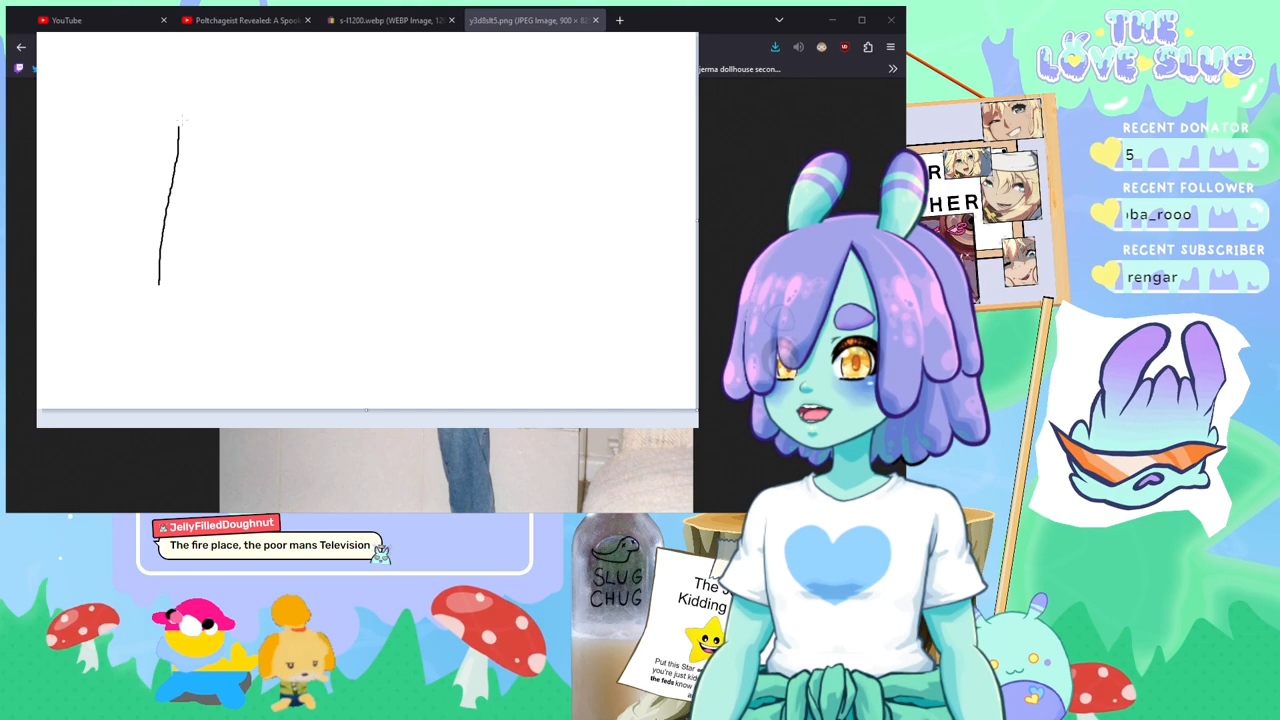 YouTube
Poltchageist Revealed: A Spook
s-l1200.webp (WEBP Image, 12
y3d8slt5.png (JPEG Image, 900 × 82
jerma dollhouse secon...
THE
LOVE SLUG
RECENT DONATOR
5
RECENT FOLLOWER
ba_rooo
RECENT SUBSCRIBER
rengar
R
HER
JellyFilledDoughnut
The fire place, the poor mans Television
SLUG
CHUG
The J
Kidding
Put this Star
you're just kid
the feds know